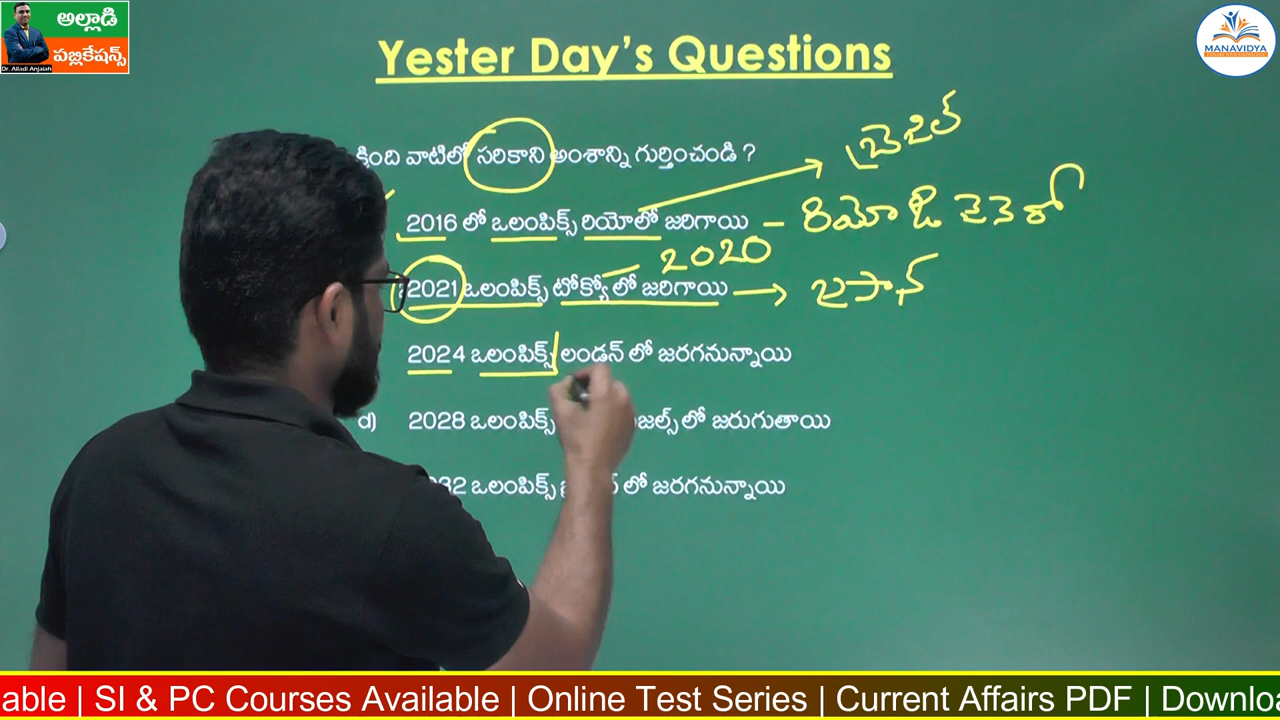 అల్లాడి
పబ్లికేషన్స్
Dr. Alladi Anjaiah
MANAVIDYA
Yester Day's Questions
క్రింది వాటిలో సరికాని అంశాన్ని గుర్తించండి ?
బ్రెజిల్
2016 లో ఒలంపిక్స్ రియోలో జరిగాయి – రియో డి జెనెరో
2020
2021 ఒలంపిక్స్ టోక్యోలో జరిగాయి → జపాన్
2024 ఒలంపిక్స్ లండన్ లో జరగనున్నాయి
d) 2028 ఒలంపిక్స్ జల్స్ లో జరుగుతాయి
32 ఒలంపిక్స్ లో జరగనున్నాయి
able | SI & PC Courses Available | Online Test Series | Current Affairs PDF | Downlo